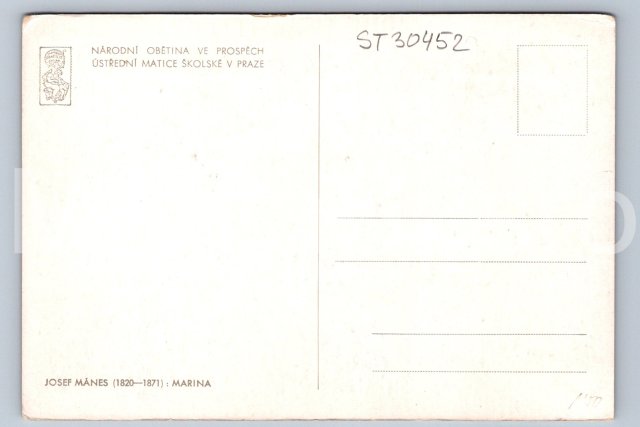 NÁRODNÍ OBĚTINA VE PROSPĚCH
ÚSTŘEDNÍ MATICE ŠKOLSKÉ V PRAZE
ST30452
JOSEF MÁNES (1820—1871) : MARINA